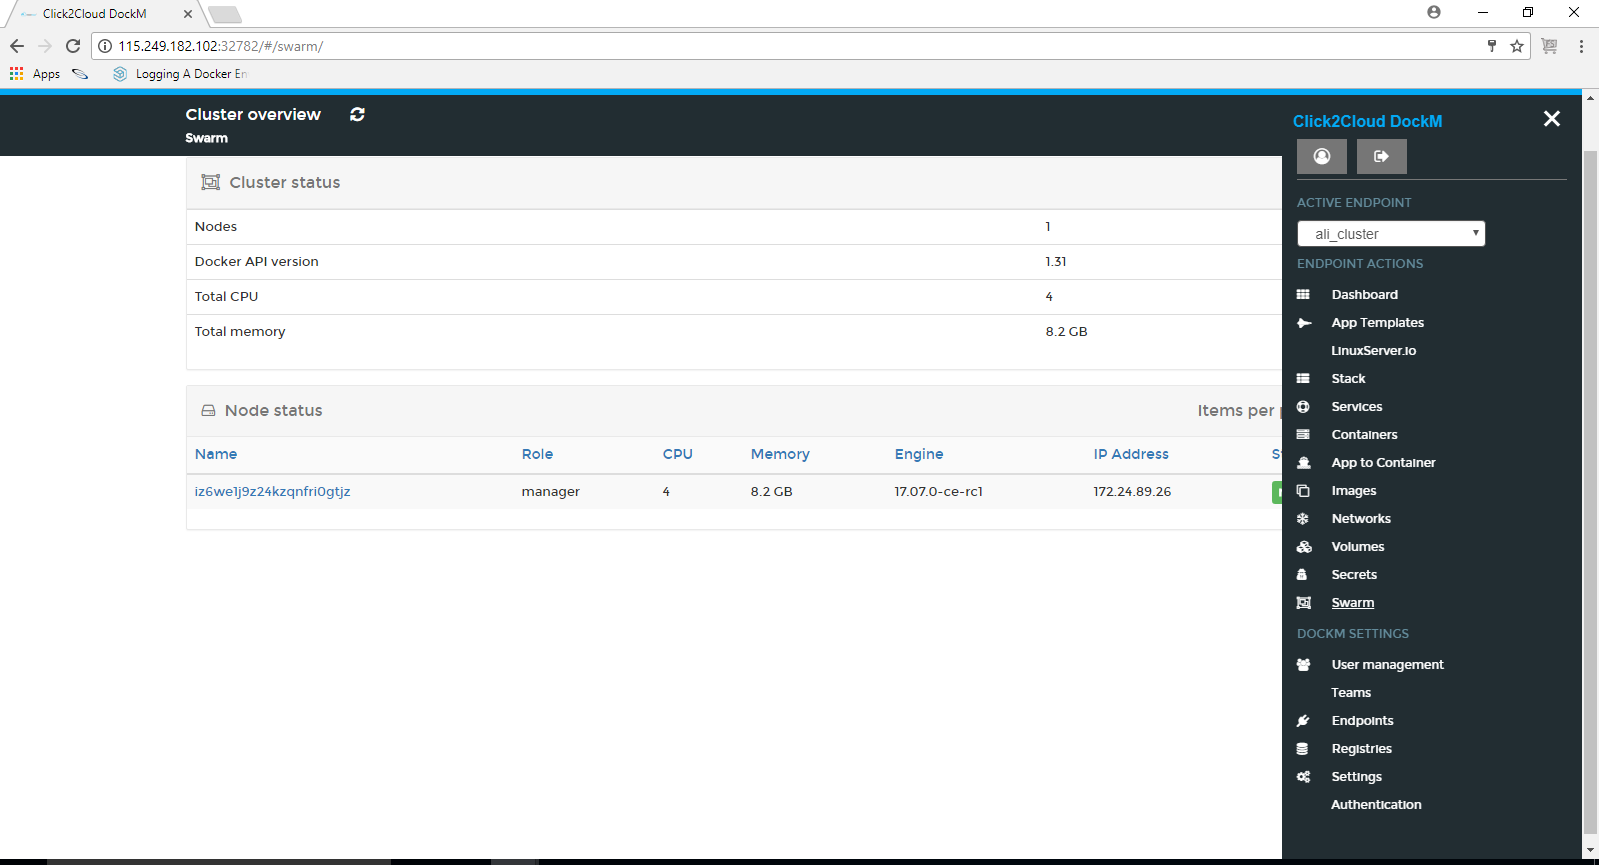 Click2Cloud DockM
115.249.182.102:32782/#/swarm/
Apps
Logging A Docker En
Cluster overview
Swarm
Cluster status
Nodes 1
Docker API version 1.31
Total CPU 4
Total memory 8.2 GB
Node status Items per
Name Role CPU Memory Engine IP Address
iz6we1j9z24kzqnfri0gtjz manager 4 8.2 GB 17.07.0-ce-rc1 172.24.89.26
Click2Cloud DockM
ACTIVE ENDPOINT
ali_cluster
ENDPOINT ACTIONS
Dashboard
App Templates
LinuxServer.io
Stack
Services
Containers
App to Container
Images
Networks
Volumes
Secrets
Swarm
DOCKM SETTINGS
User management
Teams
Endpoints
Registries
Settings
Authentication